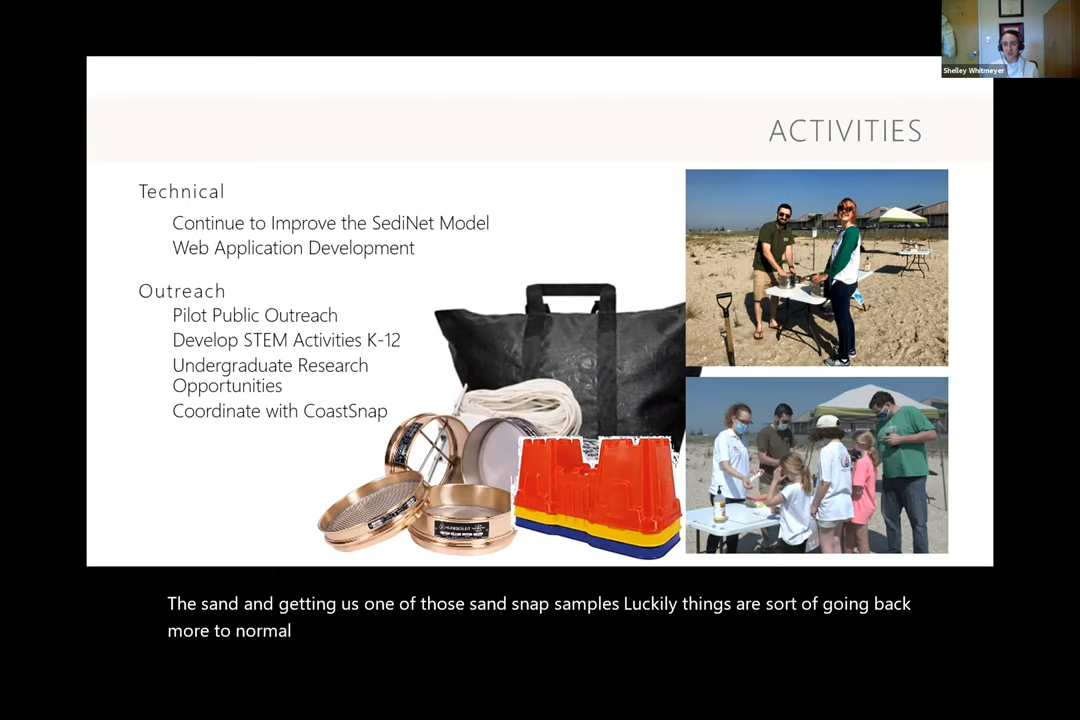 Shelley Whitmeyer
ACTIVITIES
Technical
Continue to Improve the SediNet Model
Web Application Development
Outreach
Pilot Public Outreach
Develop STEM Activities K-12
Undergraduate Research
Opportunities
Coordinate with CoastSnap
HUMBOLDT
The sand and getting us one of those sand snap samples Luckily things are sort of going back
more to normal